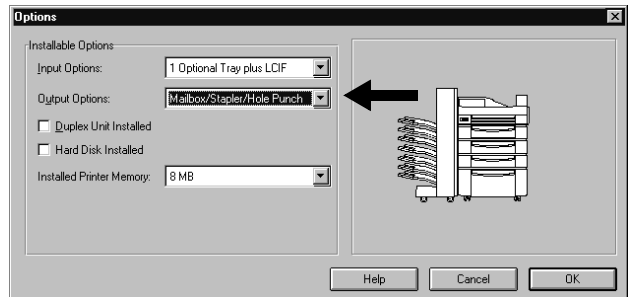 Options
Installable Options
Input Options: 1 Optional Tray plus LCIF
Output Options: Mailbox/Stapler/Hole Punch
Duplex Unit Installed
Hard Disk Installed
Installed Printer Memory: 8 MB
Help Cancel OK